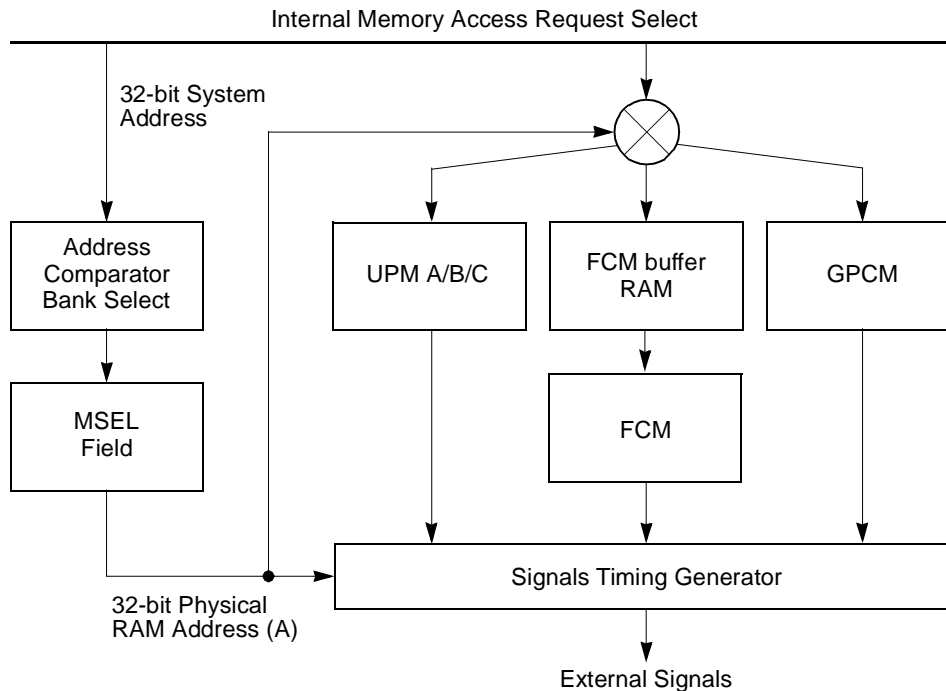 Internal Memory Access Request Select
32-bit System
Address
Address
Comparator
Bank Select
UPM A/B/C
FCM buffer
RAM
GPCM
MSEL
Field
FCM
Signals Timing Generator
32-bit Physical
RAM Address (A)
External Signals